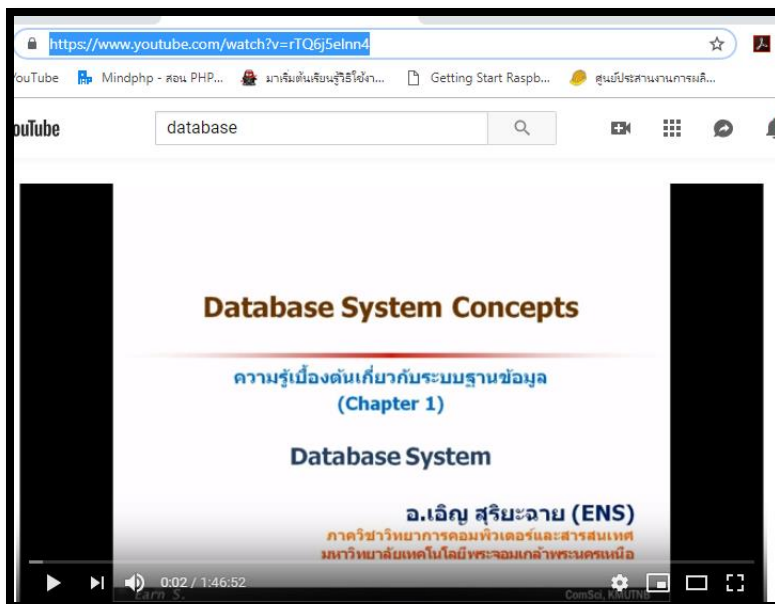 https://www.youtube.com/watch?v=rTQ6j5elnn4
ouTube Mindphp - สอน PHP... มาเริ่มต้นเรียนรู้วิธีใช้งา... Getting Start Raspb... ศูนย์ประสานงานการผลิ...
ouTube database
Database System Concepts
ความรู้เบื้องต้นเกี่ยวกับระบบฐานข้อมูล
(Chapter 1)
Database System
อ.เอิญ สุริยะฉาย (ENS)
ภาควิชาวิทยาการคอมพิวเตอร์และสารสนเทศ
มหาวิทยาลัยเทคโนโลยีพระจอมเกล้าพระนครเหนือ
0:02 / 1:46:52
Earn S. ComSci, KMUTNB